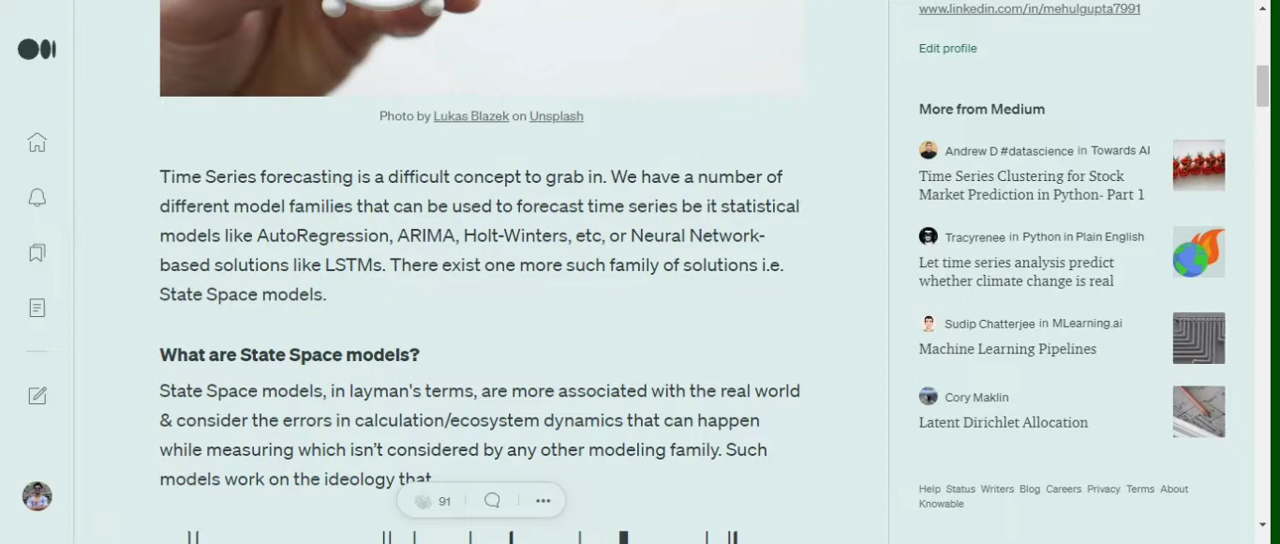 www.linkedin.com/in/mehulgupta7991
Edit profile
Photo by Lukas Blazek on Unsplash
Time Series forecasting is a difficult concept to grab in. We have a number of
different model families that can be used to forecast time series be it statistical
models like AutoRegression, ARIMA, Holt-Winters, etc, or Neural Network-
based solutions like LSTMs. There exist one more such family of solutions i.e.
State Space models.
What are State Space models?
State Space models, in layman's terms, are more associated with the real world
& consider the errors in calculation/ecosystem dynamics that can happen
while measuring which isn't considered by any other modeling family. Such
models work on the ideology that
91
More from Medium
Andrew D #datascience in Towards AI
Time Series Clustering for Stock
Market Prediction in Python- Part 1
Tracyrenee in Python in Plain English
Let time series analysis predict
whether climate change is real
Sudip Chatterjee in MLearning.ai
Machine Learning Pipelines
Cory Maklin
Latent Dirichlet Allocation
Help Status Writers Blog Careers Privacy Terms About
Knowable